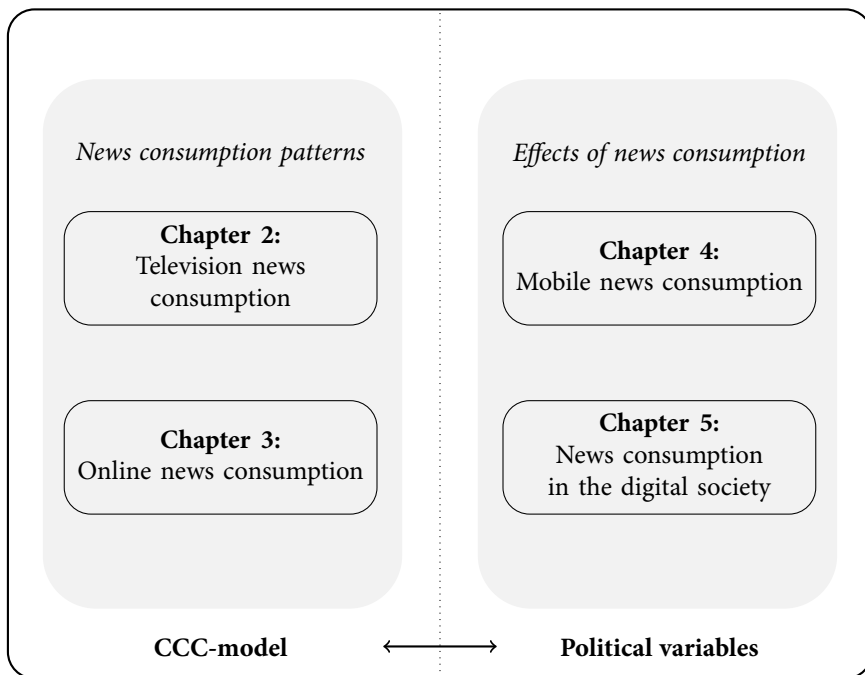 News consumption patterns
Chapter 2:
Television news
consumption
Chapter 3:
Online news consumption
CCC-model
Effects of news consumption
Chapter 4:
Mobile news consumption
Chapter 5:
News consumption
in the digital society
Political variables